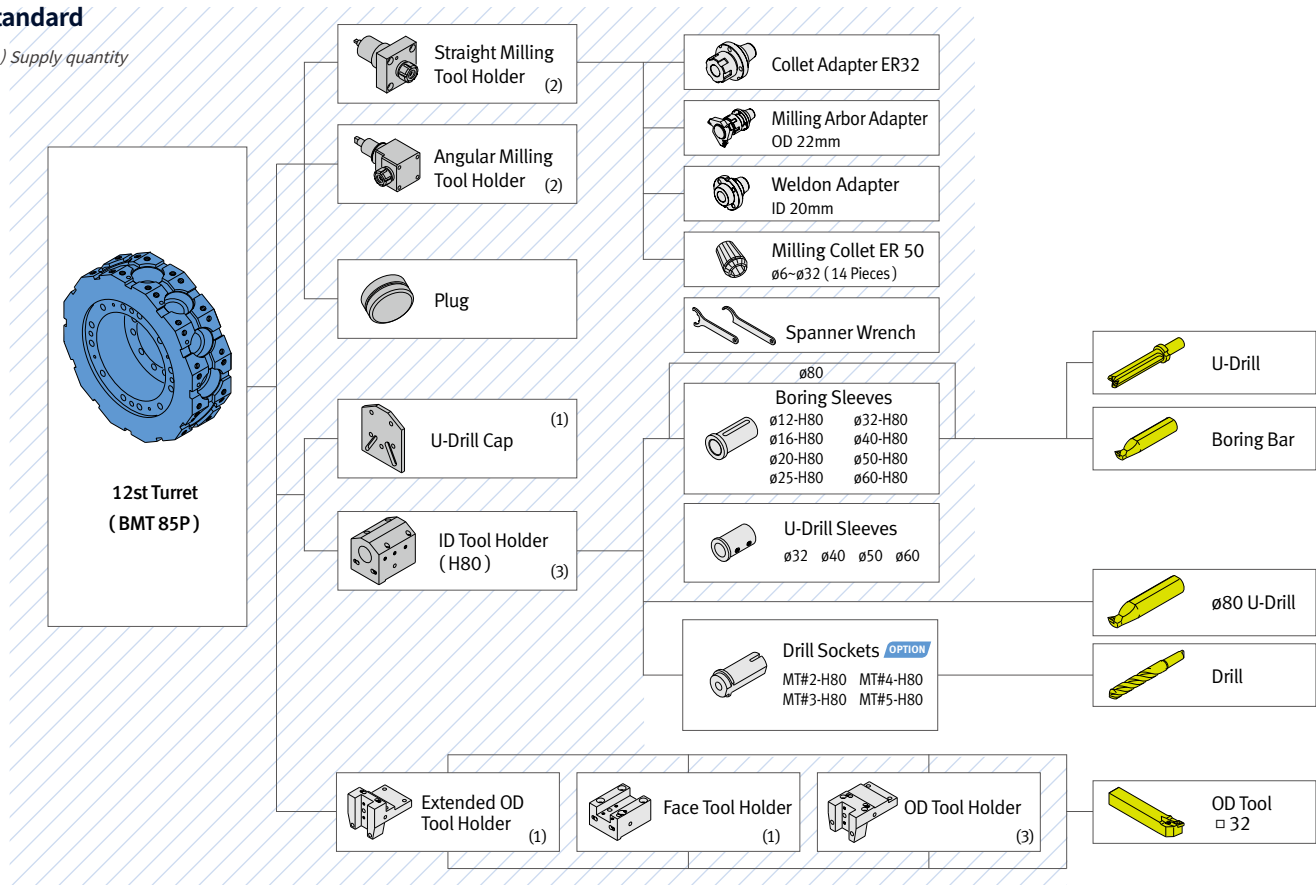 tandard
) Supply quantity
Straight Milling
Tool Holder
(2)
Angular Milling
Tool Holder
(2)
Plug
U-Drill Cap
(1)
ID Tool Holder
( H80 )
(3)
12st Turret
( BMT 85P )
Collet Adapter ER32
Milling Arbor Adapter
OD 22mm
Weldon Adapter
ID 20mm
Milling Collet ER 50
ø6~ø32 ( 14 Pieces )
Spanner Wrench
ø80
Boring Sleeves
ø12-H80 ø32-H80
ø16-H80 ø40-H80
ø20-H80 ø50-H80
ø25-H80 ø60-H80
U-Drill Sleeves
ø32 ø40 ø50 ø60
Drill Sockets OPTION
MT#2-H80 MT#4-H80
MT#3-H80 MT#5-H80
U-Drill
Boring Bar
ø80 U-Drill
Drill
Extended OD
Tool Holder
(1)
Face Tool Holder
(1)
OD Tool Holder
(3)
OD Tool
□ 32